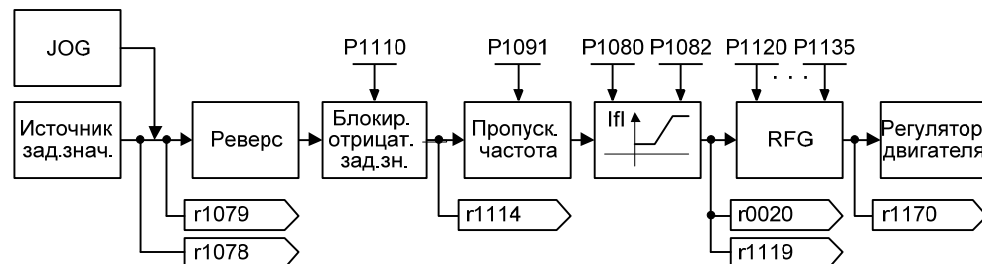 JOG
P1110
P1091
P1080
P1082
P1120
P1135
. . .
Источник
зад.знач.
Реверс
Блокир.
отрицат.
зад.зн.
Пропуск.
частота
IfI
RFG
Регулятор.
двигателя
r1079
r1078
r1114
r0020
r1119
r1170